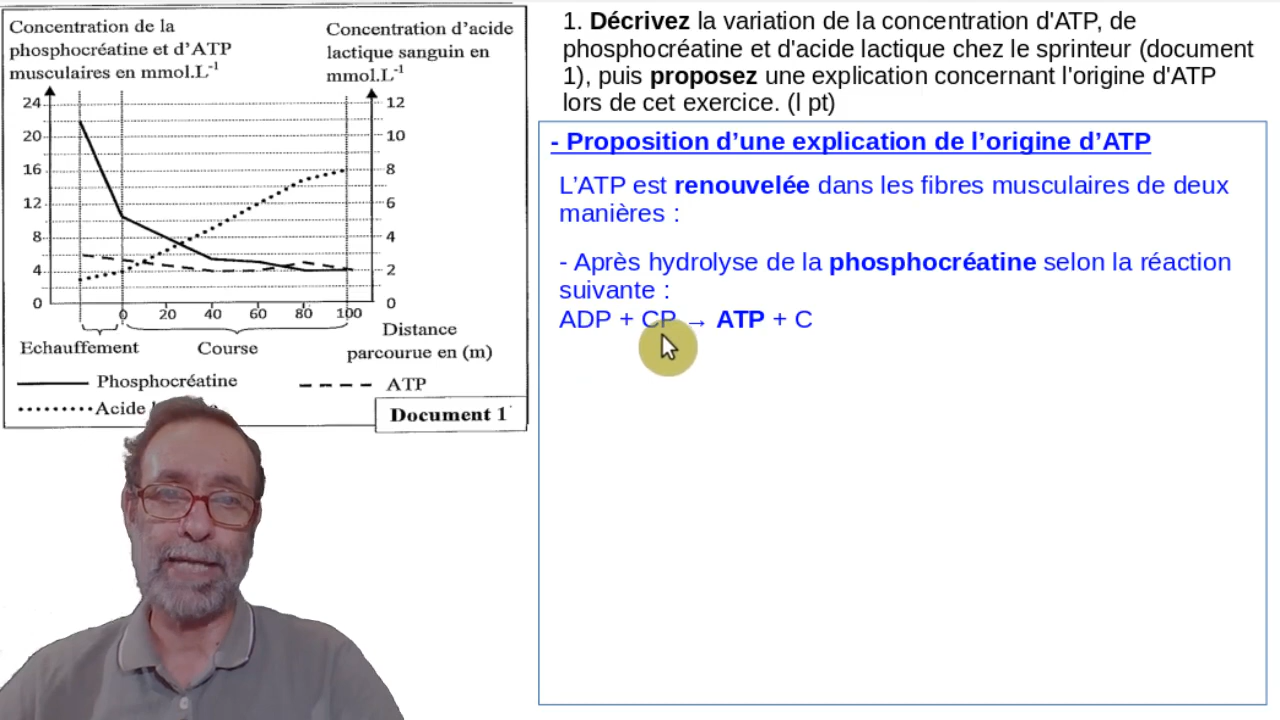 Concentration de la
phosphocréatine et d'ATP
musculaires en mmol.L⁻¹
Concentration d'acide
lactique sanguin en
mmol.L⁻¹
24
20
16
12
8
4
0
12
10
8
6
4
2
0
0 20 40 60 80 100
Echauffement
Course
Distance
parcourue en (m)
Phosphocréatine
ATP
Acide
Document 1
1. Décrivez la variation de la concentration d'ATP, de
phosphocréatine et d'acide lactique chez le sprinteur (document
1), puis proposez une explication concernant l'origine d'ATP
lors de cet exercice. (l pt)
- Proposition d'une explication de l'origine d'ATP
L'ATP est renouvelée dans les fibres musculaires de deux
manières :
- Après hydrolyse de la phosphocréatine selon la réaction
suivante :
ADP + CP → ATP + C